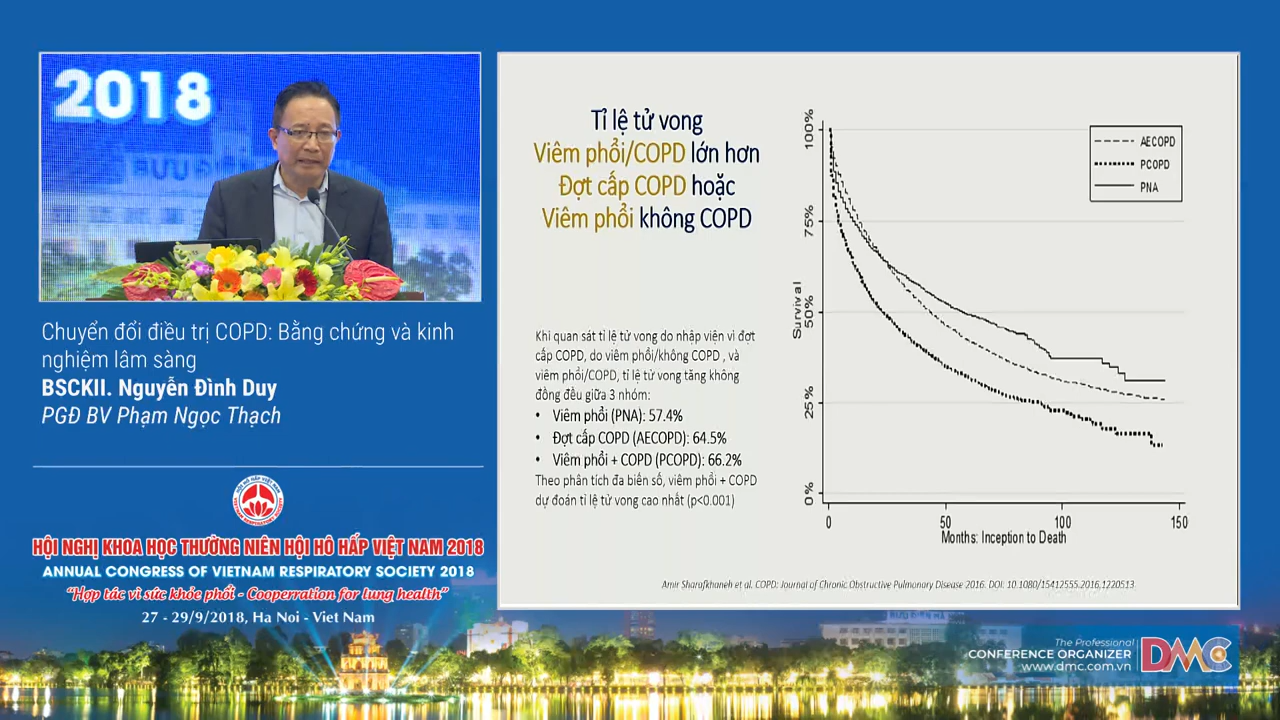 2018
Chuyển đổi điều trị COPD: Bằng chứng và kinh
nghiệm lâm sàng
BSCKII. Nguyễn Đình Duy
PGĐ BV Phạm Ngọc Thạch
HỘI HÔ HẤP VIỆT NAM
HỘI NGHỊ KHOA HỌC THƯỜNG NIÊN HỘI HÔ HẤP VIỆT NAM 2018
ANNUAL CONGRESS OF VIETNAM RESPIRATORY SOCIETY 2018
"Hợp tác vì sức khỏe phổi - Cooperration for lung health"
27 - 29/9/2018, Ha Noi - Viet Nam
Tỉ lệ tử vong
Viêm phổi/COPD lớn hơn
Đợt cấp COPD hoặc
Viêm phổi không COPD
Khi quan sát tỉ lệ tử vong do nhập viện vì đợt
cấp COPD, do viêm phổi/không COPD , và
viêm phổi/COPD, tỉ lệ tử vong tăng không
đồng đều giữa 3 nhóm:
• Viêm phổi (PNA): 57.4%
• Đợt cấp COPD (AECOPD): 64.5%
• Viêm phổi + COPD (PCOPD): 66.2%
Theo phân tích đa biến số, viêm phổi + COPD
dự đoán tỉ lệ tử vong cao nhất (p<0.001)
AECOPD
PCOPD
PNA
100%
75%
50%
25%
0%
Survival
0 50 100 150
Months: Inception to Death
Amir Sharafkhaneh et al. COPD: Journal of Chronic Obstructive Pulmonary Disease 2016. DOI: 10.1080/15412555.2016.1220513.
The Professional
CONFERENCE ORGANIZER
www.dmc.com.vn
DMC